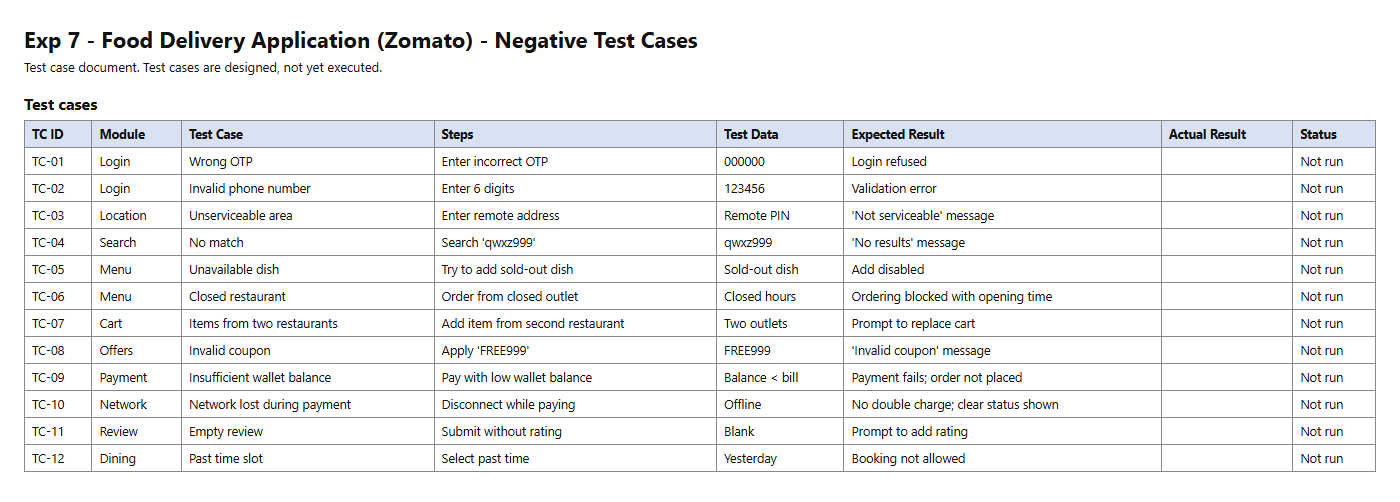 Exp 7 - Food Delivery Application (Zomato) - Negative Test Cases
Test case document. Test cases are designed, not yet executed.
Test cases
TC ID Module Test Case Steps Test Data Expected Result Actual Result Status
TC-01 Login Wrong OTP Enter incorrect OTP 000000 Login refused Not run
TC-02 Login Invalid phone number Enter 6 digits 123456 Validation error Not run
TC-03 Location Unserviceable area Enter remote address Remote PIN 'Not serviceable' message Not run
TC-04 Search No match Search 'qwxz999' qwxz999 'No results' message Not run
TC-05 Menu Unavailable dish Try to add sold-out dish Sold-out dish Add disabled Not run
TC-06 Menu Closed restaurant Order from closed outlet Closed hours Ordering blocked with opening time Not run
TC-07 Cart Items from two restaurants Add item from second restaurant Two outlets Prompt to replace cart Not run
TC-08 Offers Invalid coupon Apply 'FREE999' FREE999 'Invalid coupon' message Not run
TC-09 Payment Insufficient wallet balance Pay with low wallet balance Balance < bill Payment fails; order not placed Not run
TC-10 Network Network lost during payment Disconnect while paying Offline No double charge; clear status shown Not run
TC-11 Review Empty review Submit without rating Blank Prompt to add rating Not run
TC-12 Dining Past time slot Select past time Yesterday Booking not allowed Not run